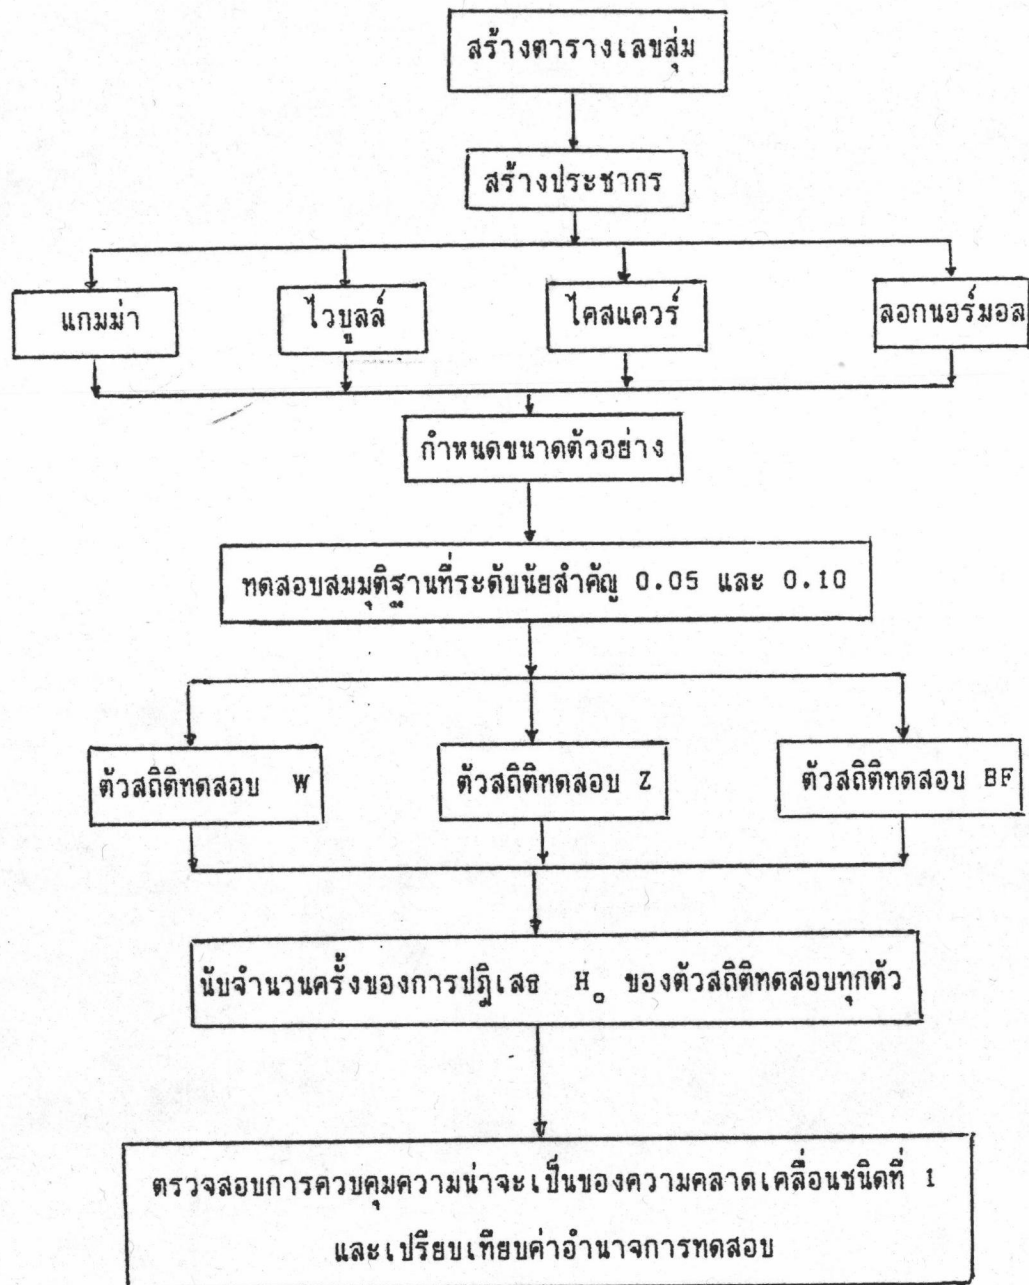 สร้างตารางเลขสุ่ม
สร้างประชากร
แกมม่า
ไวบูลล์
ไคสแควร์
ลอกนอร์มอล
กำหนดขนาดตัวอย่าง
ทดสอบสมมุติฐานที่ระดับนัยสำคัญ 0.05 และ 0.10
ตัวสถิติทดสอบ W
ตัวสถิติทดสอบ Z
ตัวสถิติทดสอบ BF
นับจำนวนครั้งของการปฎิเสธ H₀ ของตัวสถิติทดสอบทุกตัว
ตรวจสอบการควบคุมความน่าจะเป็นของความคลาดเคลื่อนชนิดที่ 1
และเปรียบเทียบค่าอำนาจการทดสอบ